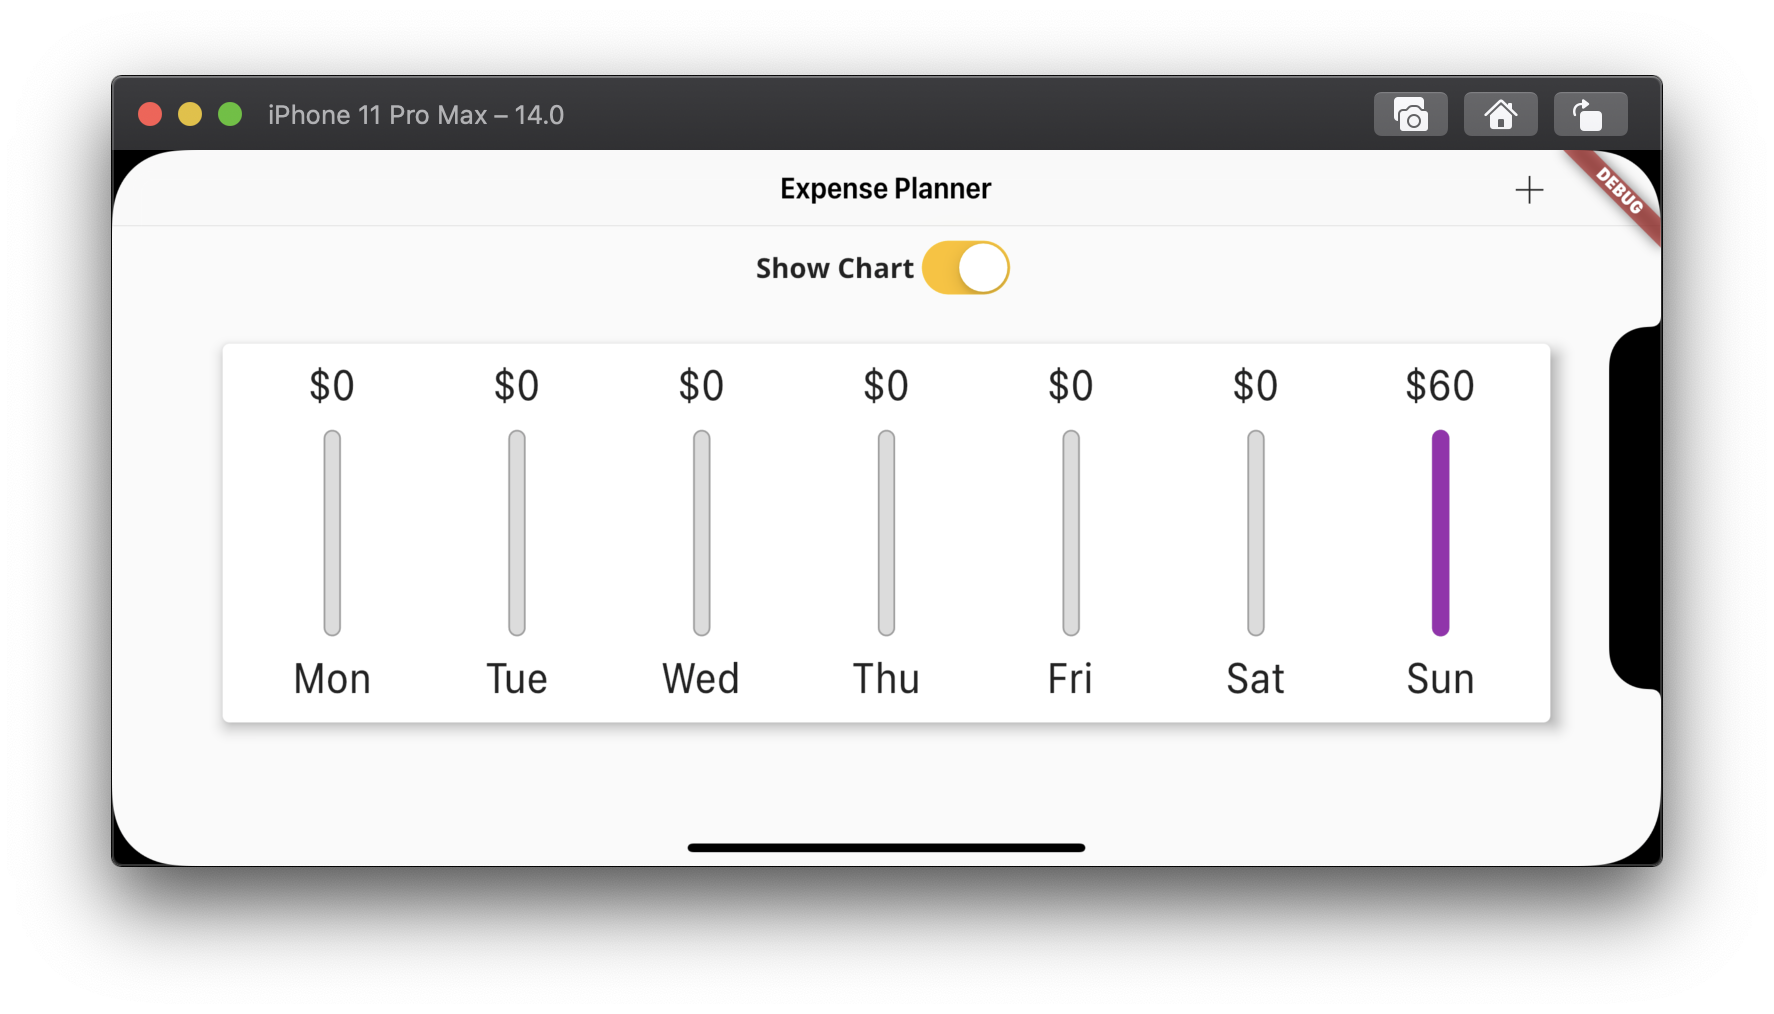 iPhone 11 Pro Max – 14.0
Expense Planner
DEBUG
Show Chart
$0 $0 $0 $0 $0 $0 $60
Mon Tue Wed Thu Fri Sat Sun